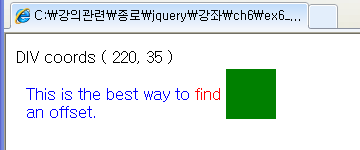 C:₩강의관련₩종로₩jquery₩강좌₩ch6₩ex6_...
DIV coords ( 220, 35 )
This is the best way to find
an offset.